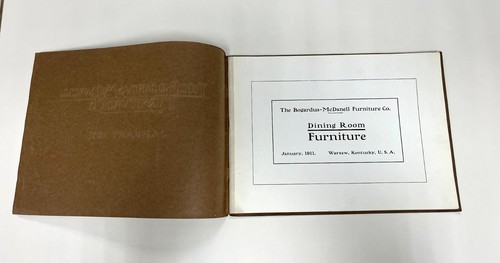 The Bogardus-McDanell Furniture Co.
Dining Room
Furniture
January, 1911. Warsaw, Kentucky, U. S. A.